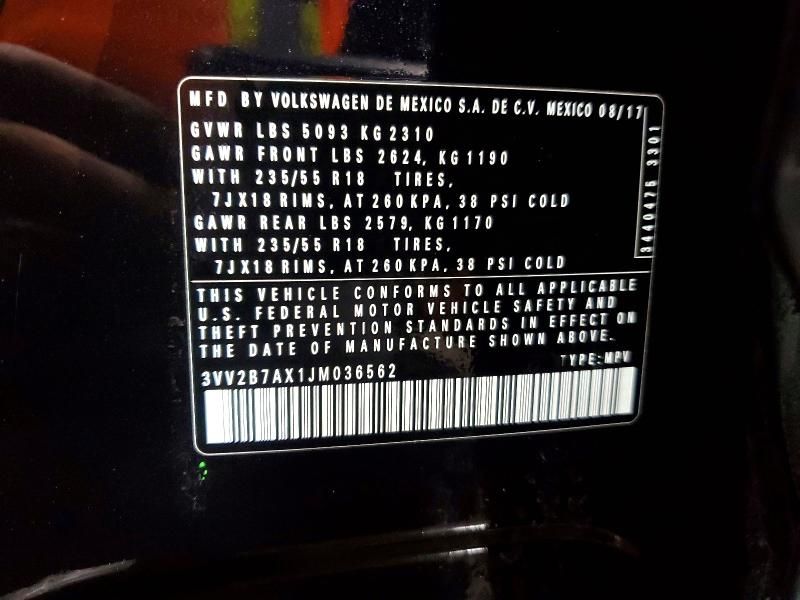 MFD BY VOLKSWAGEN DE MEXICO S.A. DE C.V. MEXICO 08/17
GVWR LBS 5093 KG 2310
GAWR FRONT LBS 2624, KG 1190
WITH 235/55 R18 TIRES,
7JX18 RIMS, AT 260 KPA, 38 PSI COLD
GAWR REAR LBS 2579, KG 1170
WITH 235/55 R18 TIRES,
7JX18 RIMS, AT 260 KPA, 38 PSI COLD
3440475 3301
THIS VEHICLE CONFORMS TO ALL APPLICABLE
U.S. FEDERAL MOTOR VEHICLE SAFETY AND
THEFT PREVENTION STANDARDS IN EFFECT ON
THE DATE OF MANUFACTURE SHOWN ABOVE.
3VV2B7AX1JM036562 TYPE:MPV